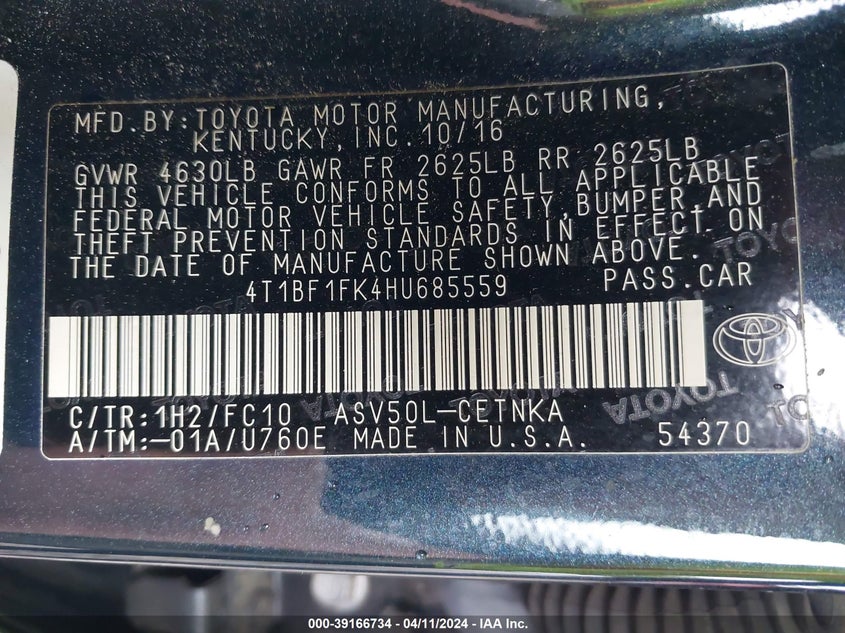 MFD.BY:TOYOTA MOTOR MANUFACTURING,
KENTUCKY,INC.10/16
GVWR 4630LB GAWR FR 2625LB RR 2625LB
THIS VEHICLE CONFORMS TO ALL APPLICABLE
FEDERAL MOTOR VEHICLE SAFETY,BUMPER,AND
THEFT PREVENTION STANDARDS IN EFFECT ON
THE DATE OF MANUFACTURE SHOWN ABOVE.
4T1BF1FK4HU685559 PASS.CAR
C/TR:1H2/FC10 ASV50L-CETNKA
A/TM:-01A/U760E MADE IN U.S.A. 54370
TOYOTA
TOYOTA
TOYOTA
000-39166734 / 04/11/2024 - IAA Inc.